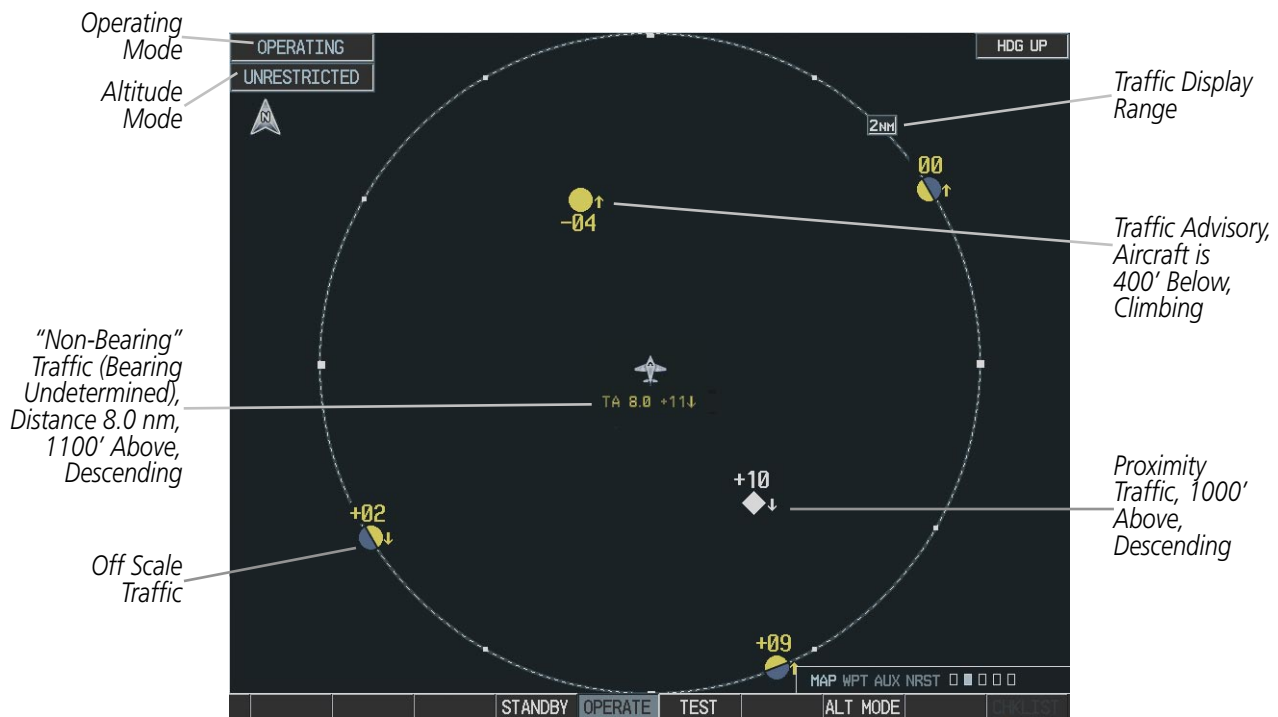 Operating
Mode
Altitude
Mode
OPERATING
UNRESTRICTED
N
HDG UP
2NM
Traffic Display
Range
00↑
↑
-04
Traffic Advisory,
Aircraft is
400’ Below,
Climbing
“Non-Bearing”
Traffic (Bearing
Undetermined),
Distance 8.0 nm,
1100’ Above,
Descending
TA 8.0 +11↓
+10
↓
Proximity
Traffic, 1000’
Above,
Descending
+02
↓
Off Scale
Traffic
+09
↑
MAP WPT AUX NRST
STANDBY OPERATE TEST ALT MODE CHKLIST